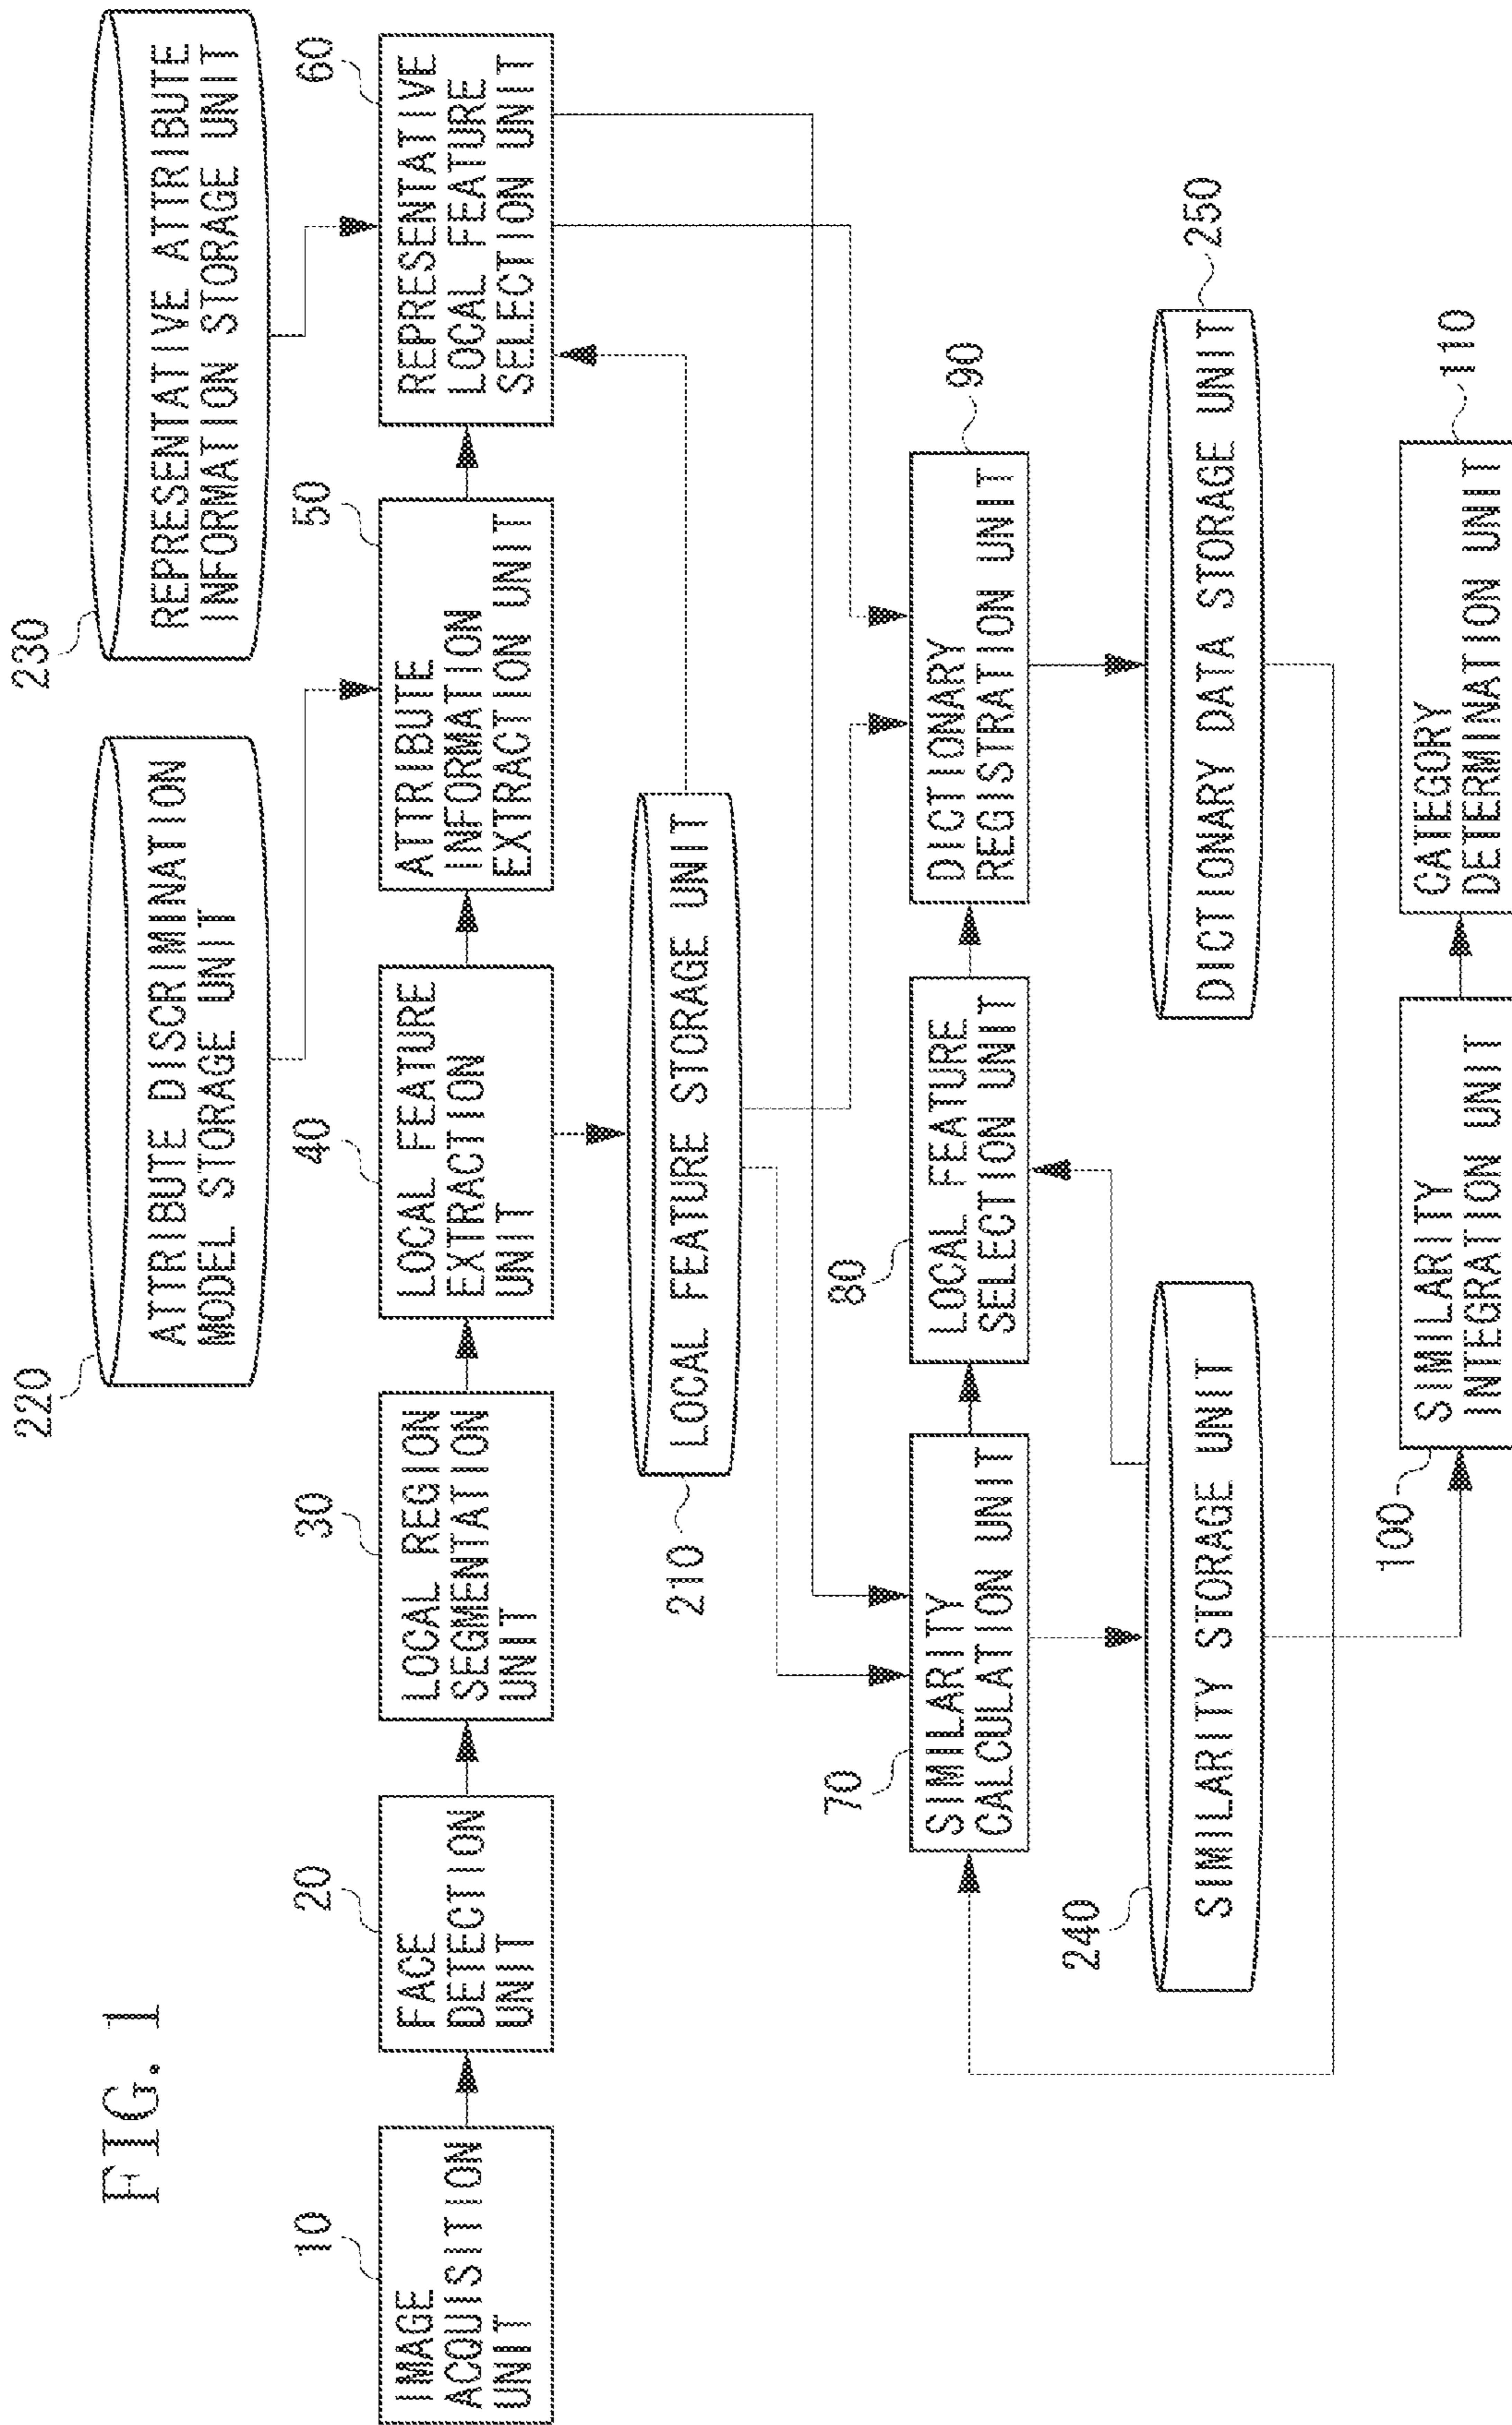 FIG. 1
220
ATTRIBUTE DISCRIMINATION
MODEL STORAGE UNIT
230
REPRESENTATIVE ATTRIBUTE
INFORMATION STORAGE UNIT
10
IMAGE
ACQUISITION
UNIT
20
FACE
DETECTION
UNIT
30
LOCAL REGION
SEGMENTATION
UNIT
40
LOCAL FEATURE
EXTRACTION
UNIT
50
ATTRIBUTE
INFORMATION
EXTRACTION UNIT
60
REPRESENTATIVE
LOCAL FEATURE
SELECTION UNIT
210
LOCAL FEATURE STORAGE UNIT
70
SIMILARITY
CALCULATION UNIT
80
LOCAL FEATURE
SELECTION UNIT
90
DICTIONARY
REGISTRATION UNIT
240
SIMILARITY STORAGE UNIT
250
DICTIONARY DATA STORAGE UNIT
100
SIMILARITY
INTEGRATION UNIT
110
CATEGORY
DETERMINATION UNIT